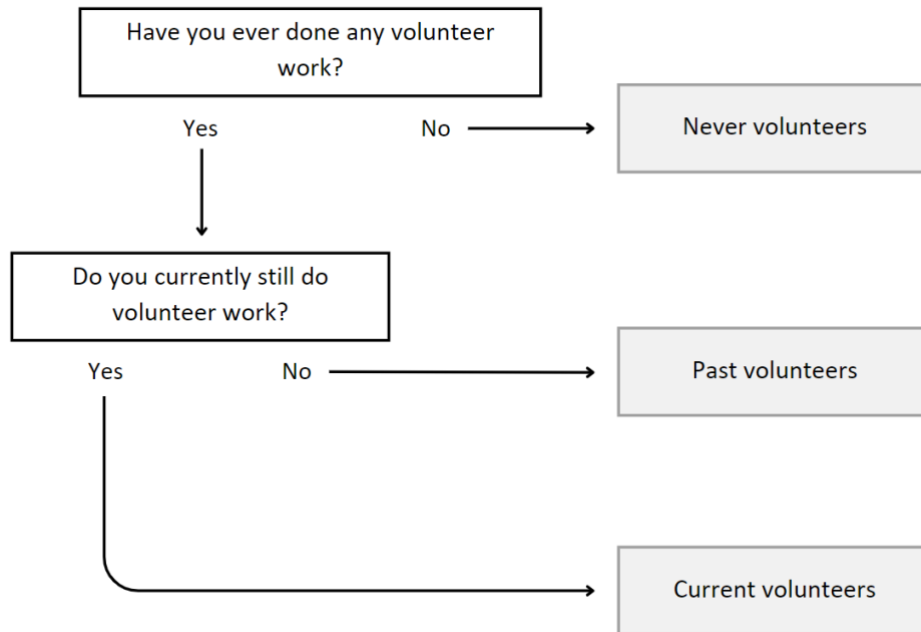 Have you ever done any volunteer
work?
Yes
No
Never volunteers
Do you currently still do
volunteer work?
Yes
No
Past volunteers
Current volunteers